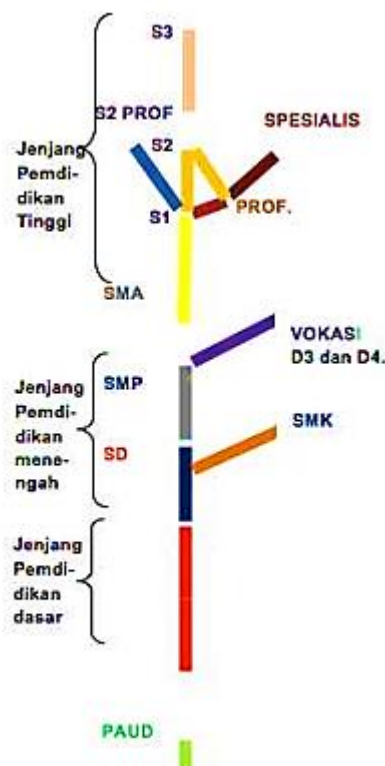 S3
S2 PROF
SPESIALIS
S2
Jenjang
Pemdi-
dikan
Tinggi
PROF.
S1
SMA
VOKASI
D3 dan D4.
Jenjang
Pemdi-
dikan
mene-
ngah
SMP
SMK
SD
Jenjang
Pemdi-
dikan
dasar
PAUD